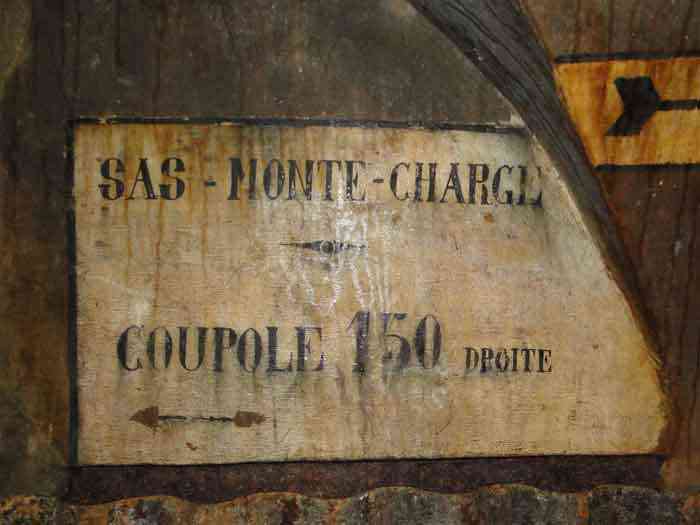 SAS - MONTE-CHARGE
COUPOLE 150 DROITE